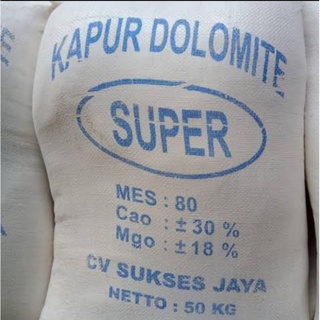 KAPUR DOLOMITE
SUPER
MES : 80
Cao : ± 30 %
Mgo : ± 18 %
CV SUKSES JAYA
NETTO : 50 KG